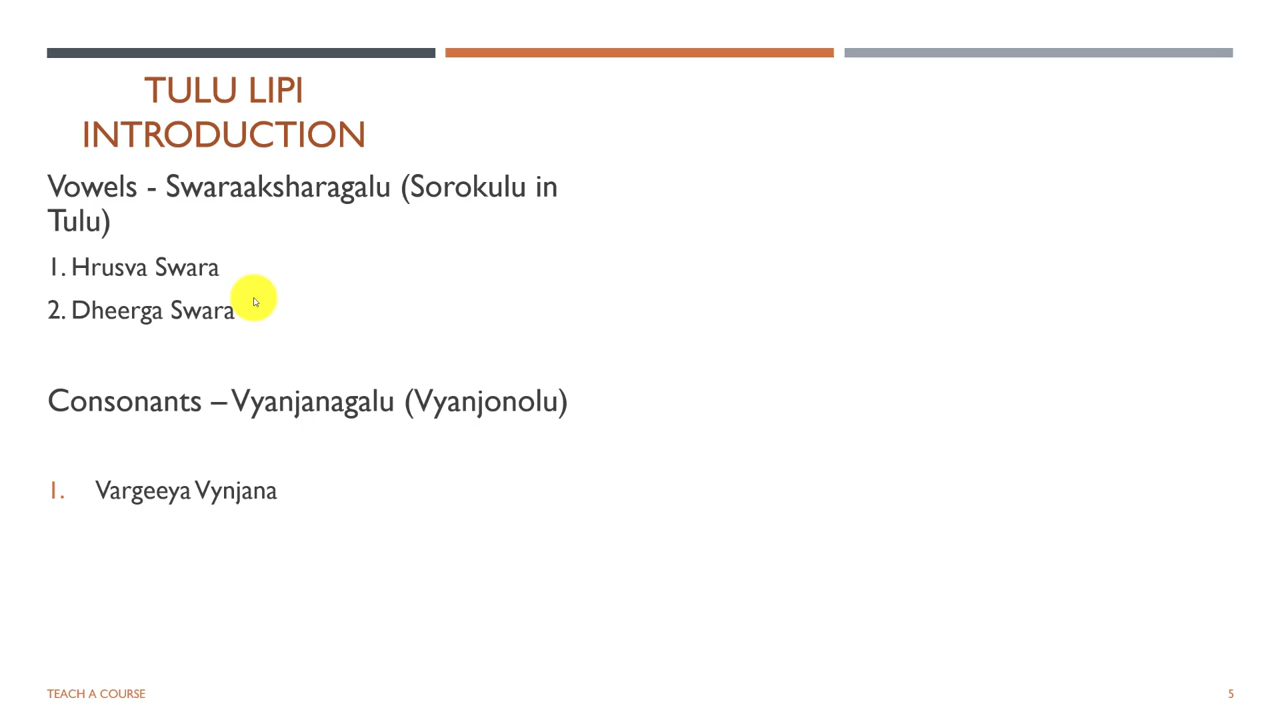 TULU LIPI
INTRODUCTION
Vowels - Swaraaksharagalu (Sorokulu in
Tulu)
1. Hrusva Swara
2. Dheerga Swara
Consonants – Vyanjanagalu (Vyanjonolu)
1. Vargeeya Vynjana
TEACH A COURSE
5